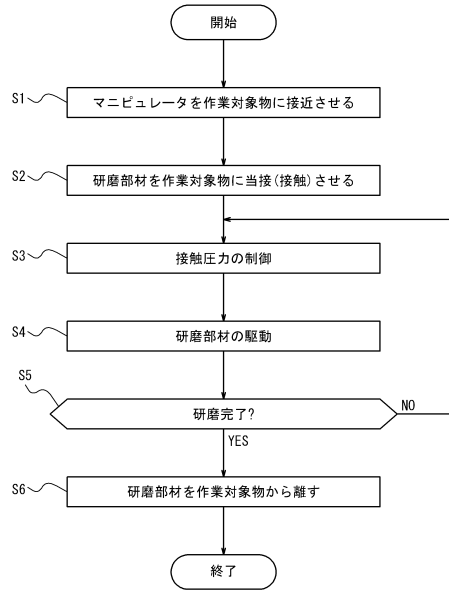 開始
S1
マニピュレータを作業対象物に接近させる
S2
研磨部材を作業対象物に当接(接触)させる
S3
接触圧力の制御
S4
研磨部材の駆動
S5
研磨完了?
NO
YES
S6
研磨部材を作業対象物から離す
終了